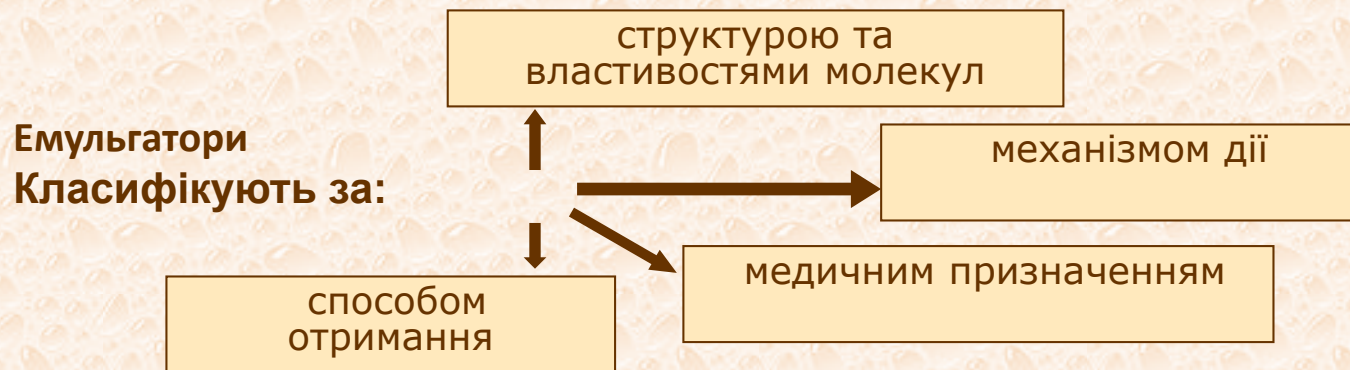 структурою та
властивостями молекул
Емульгатори
Класифікують за:
механізмом дії
медичним призначенням
способом
отримання